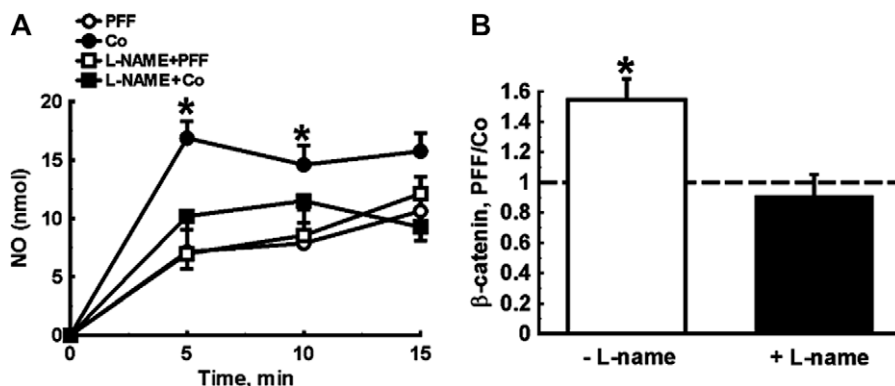 A
PFF
Co
L-NAME+PFF
L-NAME+Co
20
15
10
5
0
NO (nmol)
* *
0 5 10 15
Time, min
B
*
1.6
1.4
1.2
1
0.8
0.6
0.4
0.2
0
β-catenin, PFF/Co
- L-name + L-name